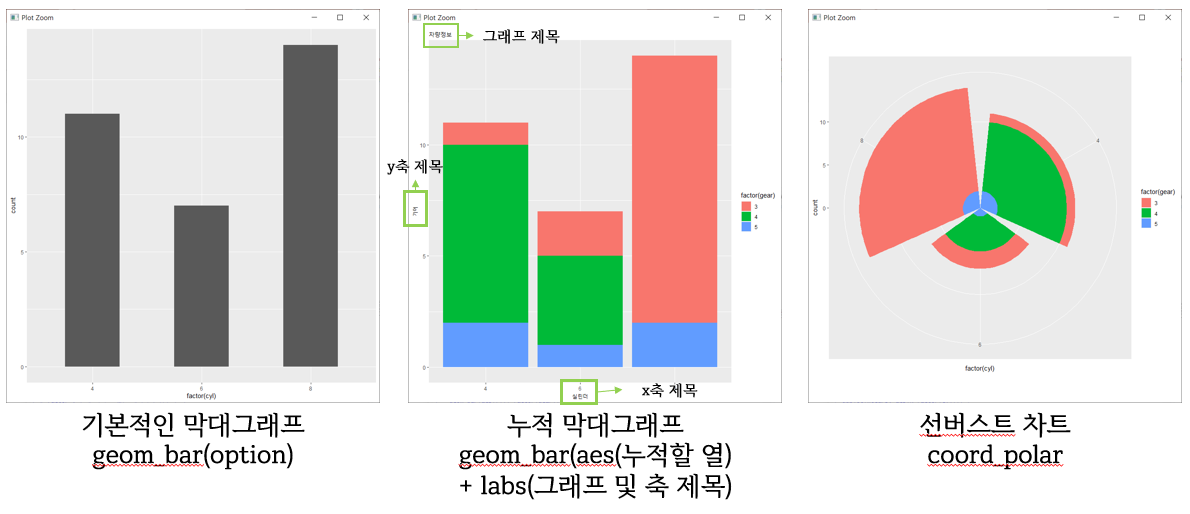 Plot Zoom
10
5
0
count
4
6
8
factor(cyl)
기본적인 막대그래프
geom_bar(option)
Plot Zoom
차량정보
그래프 제목
y축 제목
10
5
0
4
6
실린더
x축 제목
factor(gear)
3
4
5
누적 막대그래프
geom_bar(aes(누적할 열)
+ labs(그래프 및 축 제목)
Plot Zoom
10
5
0
count
8
4
6
factor(cyl)
factor(gear)
3
4
5
선버스트 차트
coord_polar